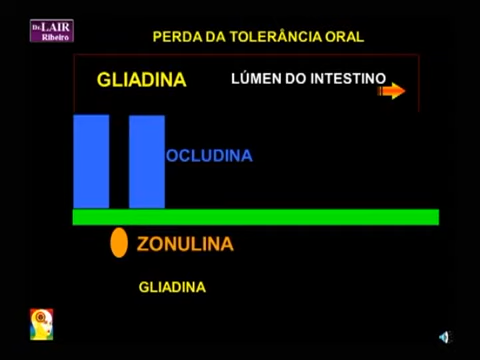 Dr. LAIR
Ribeiro
PERDA DA TOLERÂNCIA ORAL
GLIADINA
LÚMEN DO INTESTINO
OCLUDINA
ZONULINA
GLIADINA